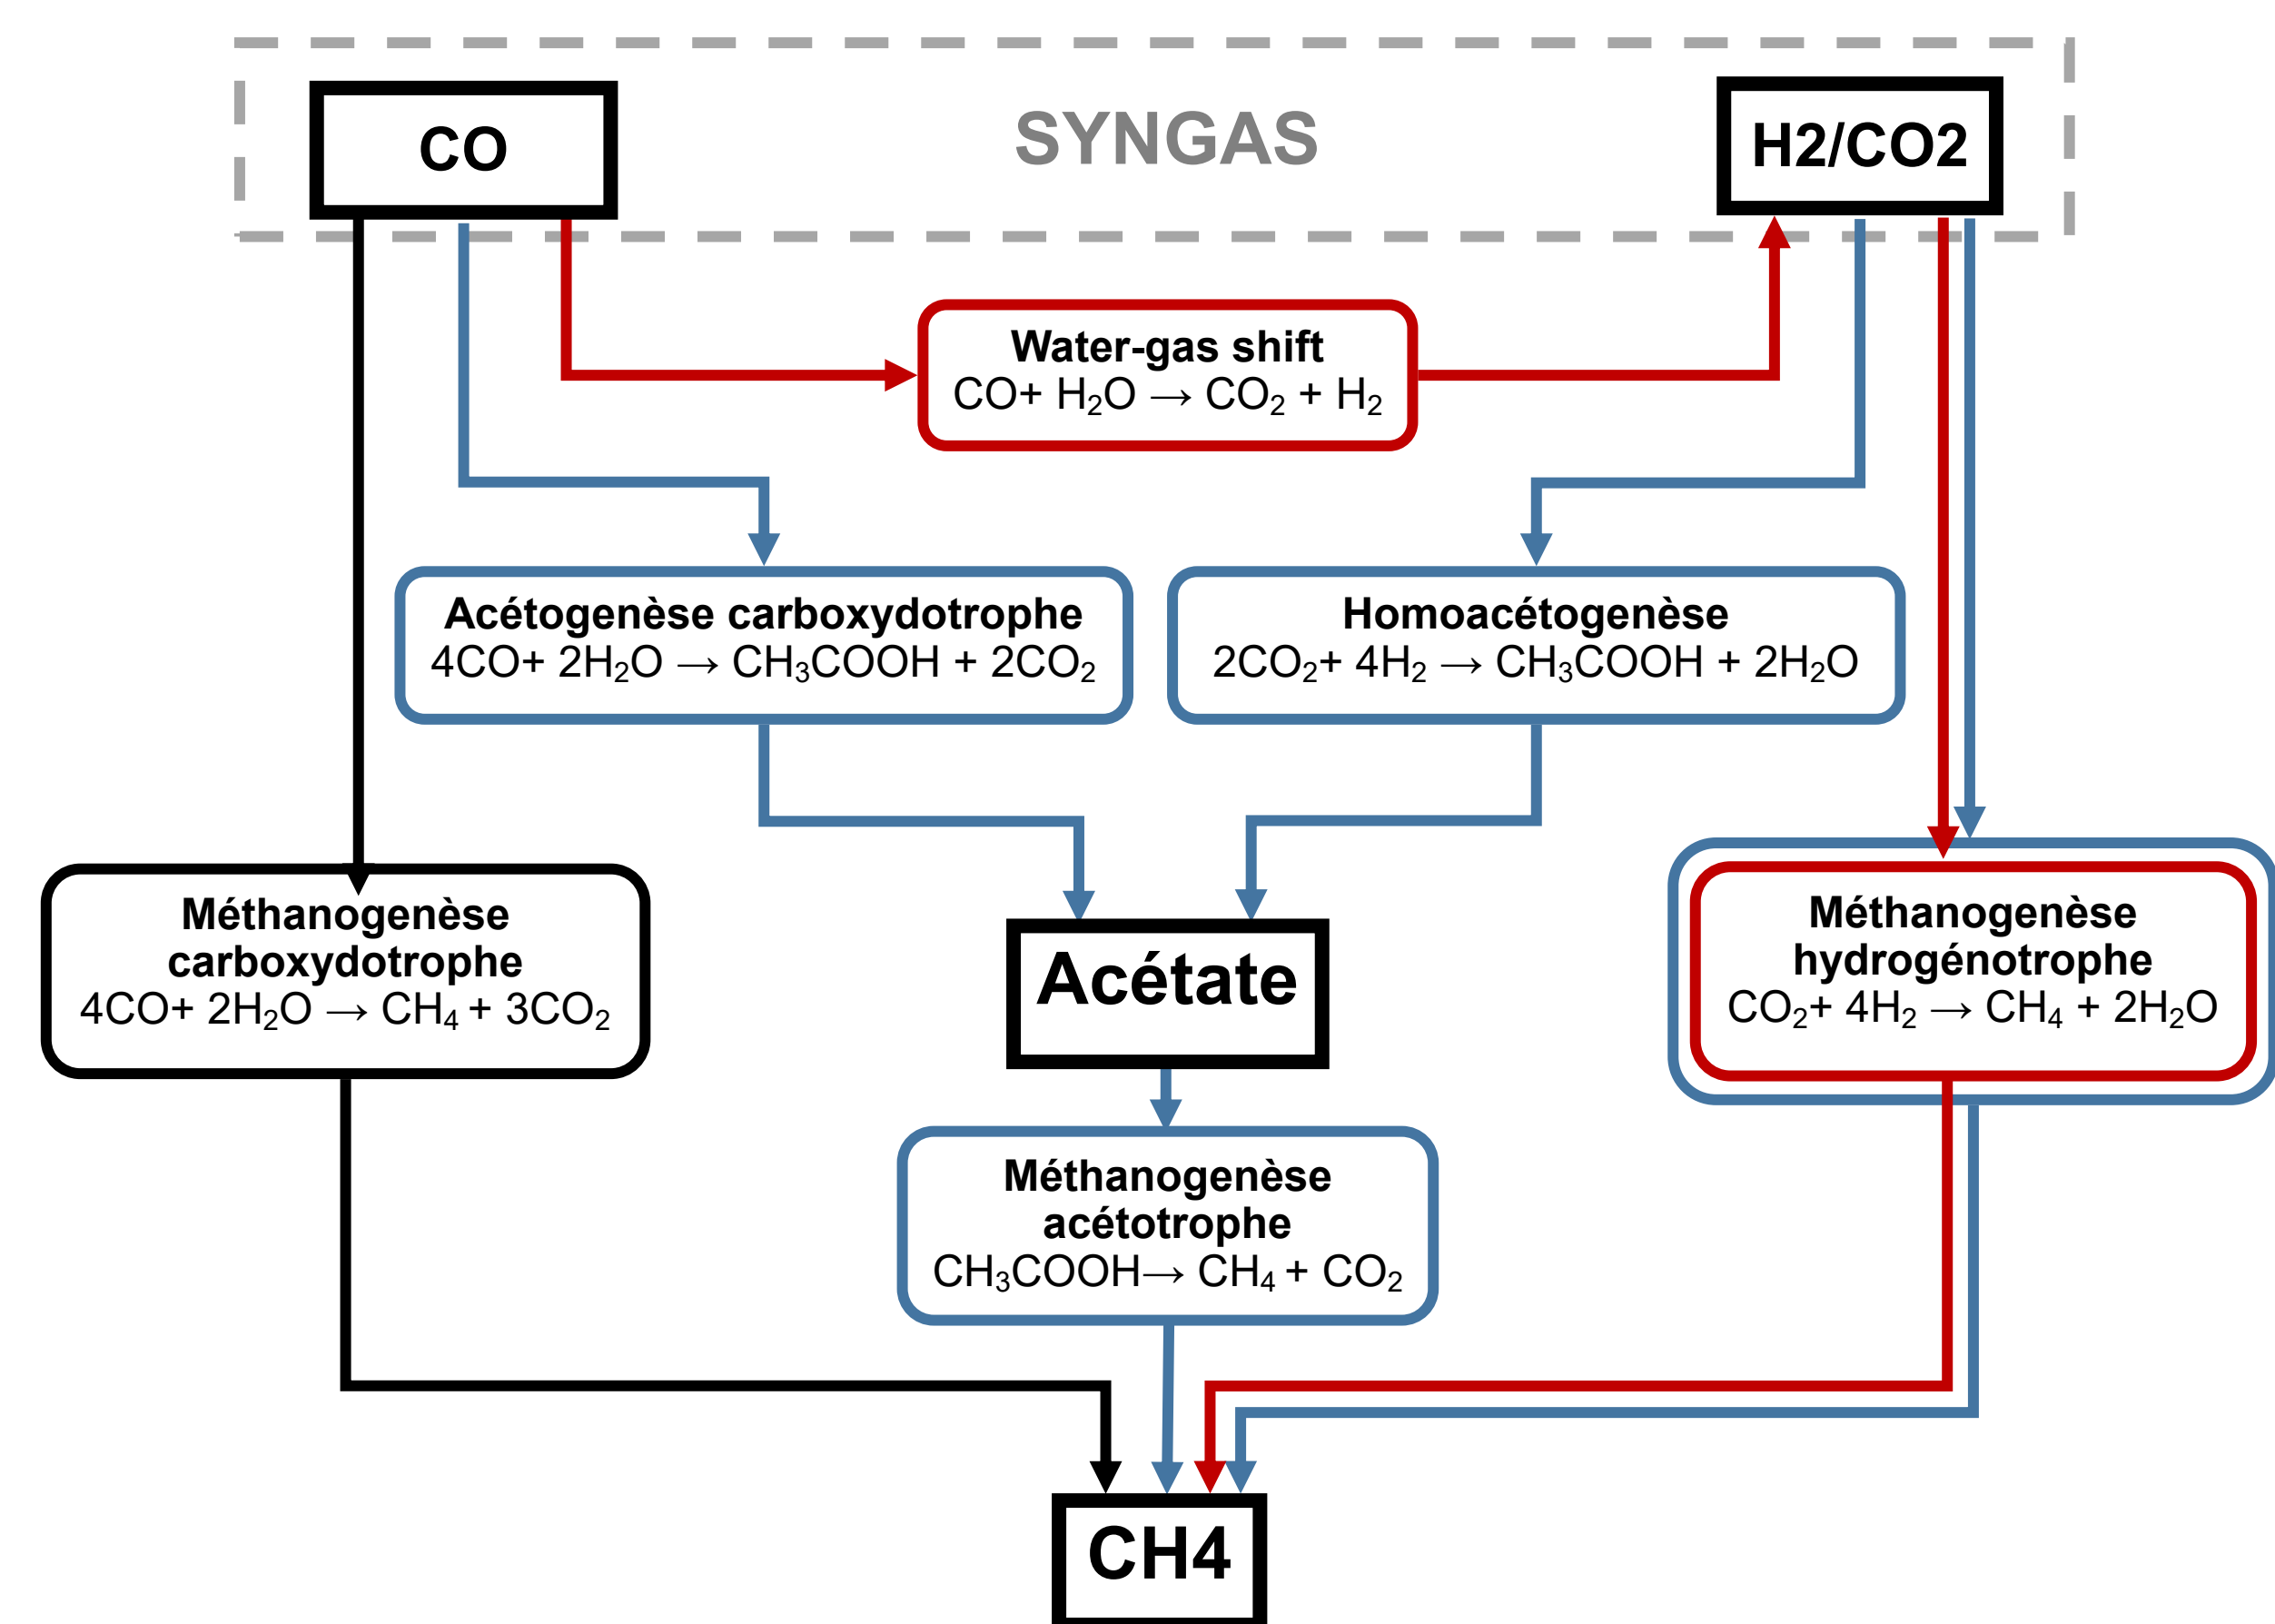 CO
SYNGAS
H2/CO2
Water-gas shift
CO+ H₂O → CO₂ + H₂
Acétogenèse carboxydotrophe
4CO+ 2H₂O → CH₃COOH + 2CO₂
Homoacétogenèse
2CO₂+ 4H₂ → CH₃COOH + 2H₂O
Méthanogenèse
carboxydotrophe
4CO+ 2H₂O → CH₄ + 3CO₂
Acétate
Méthanogenèse
hydrogénotrophe
CO₂+ 4H₂ → CH₄ + 2H₂O
Méthanogenèse
acétotrophe
CH₃COOH→ CH₄ + CO₂
CH4